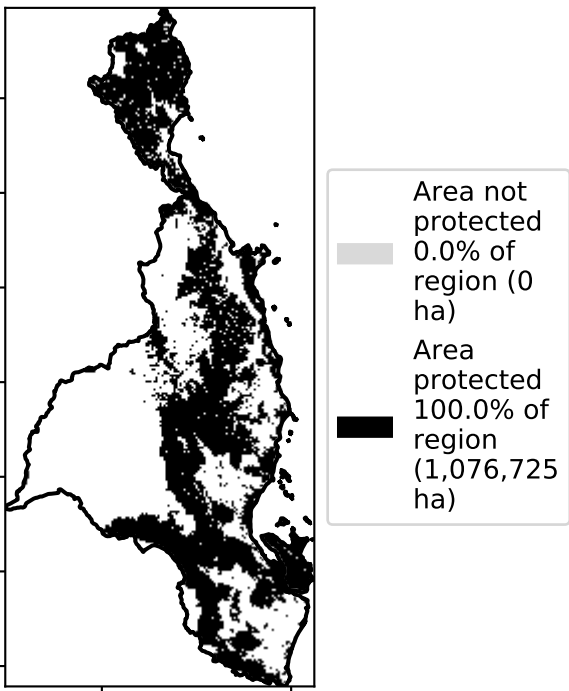 Area not
protected
0.0% of
region (0
ha)
Area
protected
100.0% of
region
(1,076,725
ha)